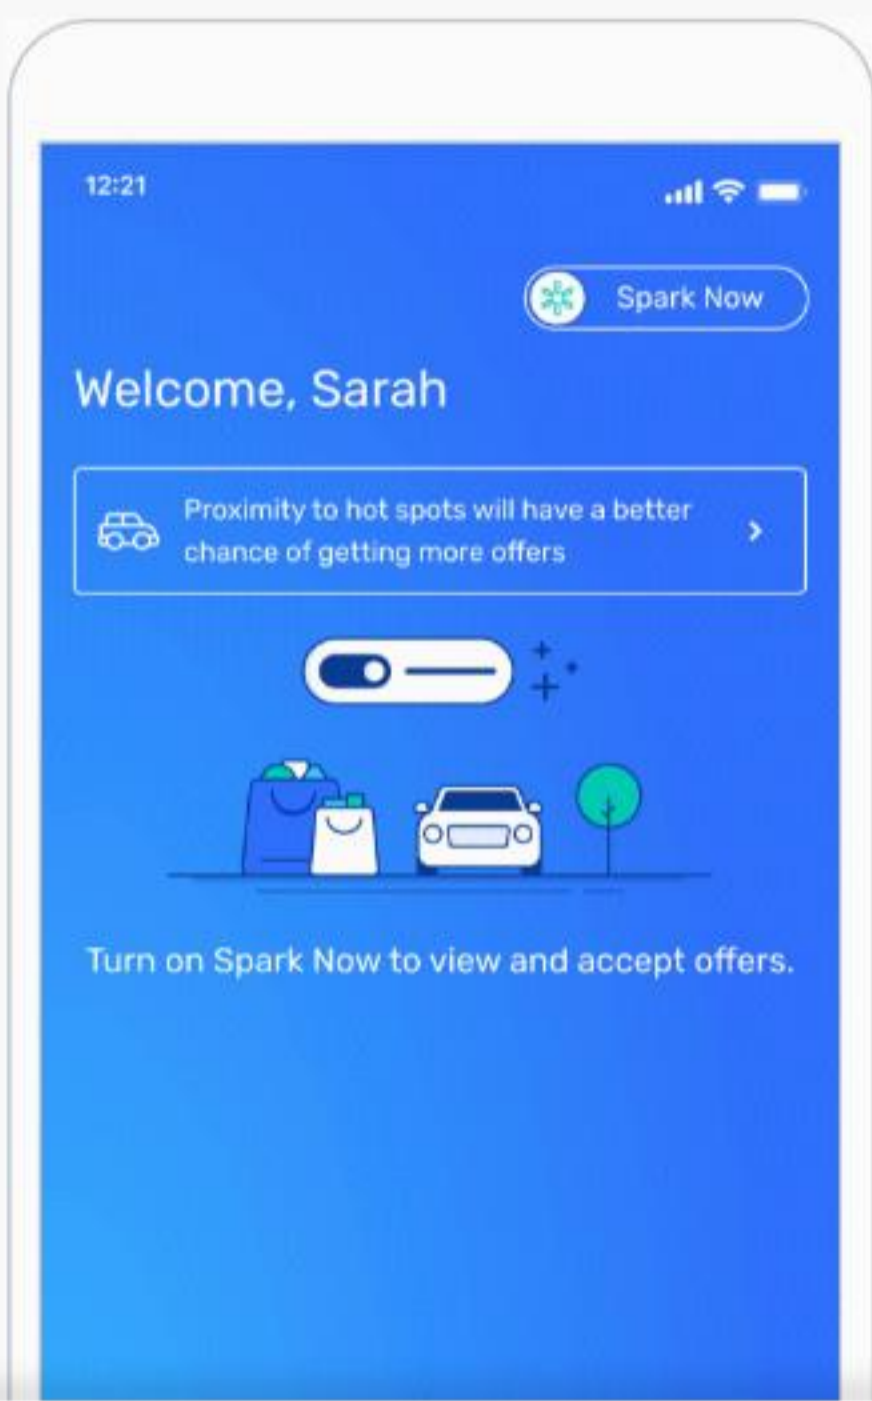 12:21
Spark Now
Welcome, Sarah
Proximity to hot spots will have a better
chance of getting more offers
Turn on Spark Now to view and accept offers.